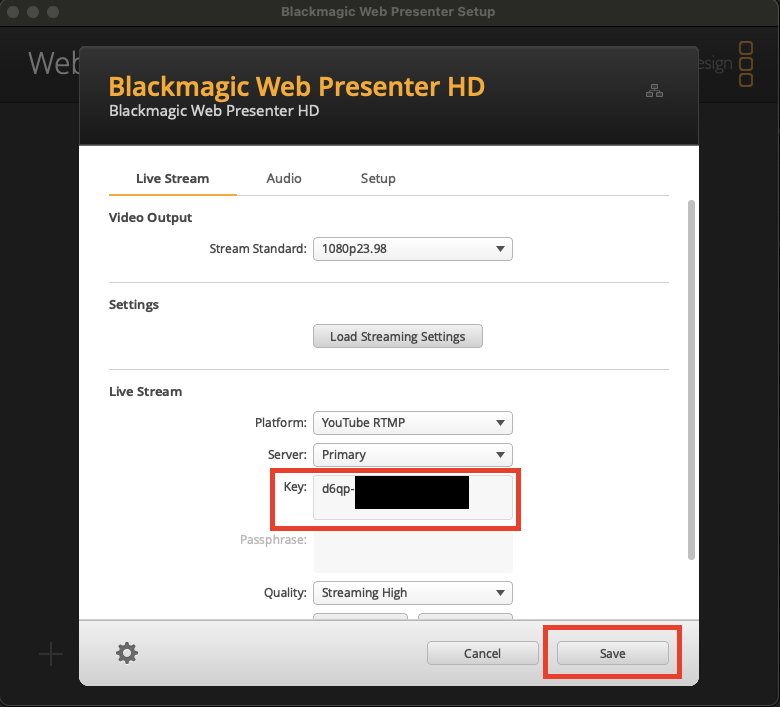 Blackmagic Web Presenter Setup
Web
esign
Blackmagic Web Presenter HD
Blackmagic Web Presenter HD
Live Stream Audio Setup
Video Output
Stream Standard: 1080p23.98
Settings
Load Streaming Settings
Live Stream
Platform: YouTube RTMP
Server: Primary
Key: d6qp-
Passphrase:
Quality: Streaming High
Cancel Save